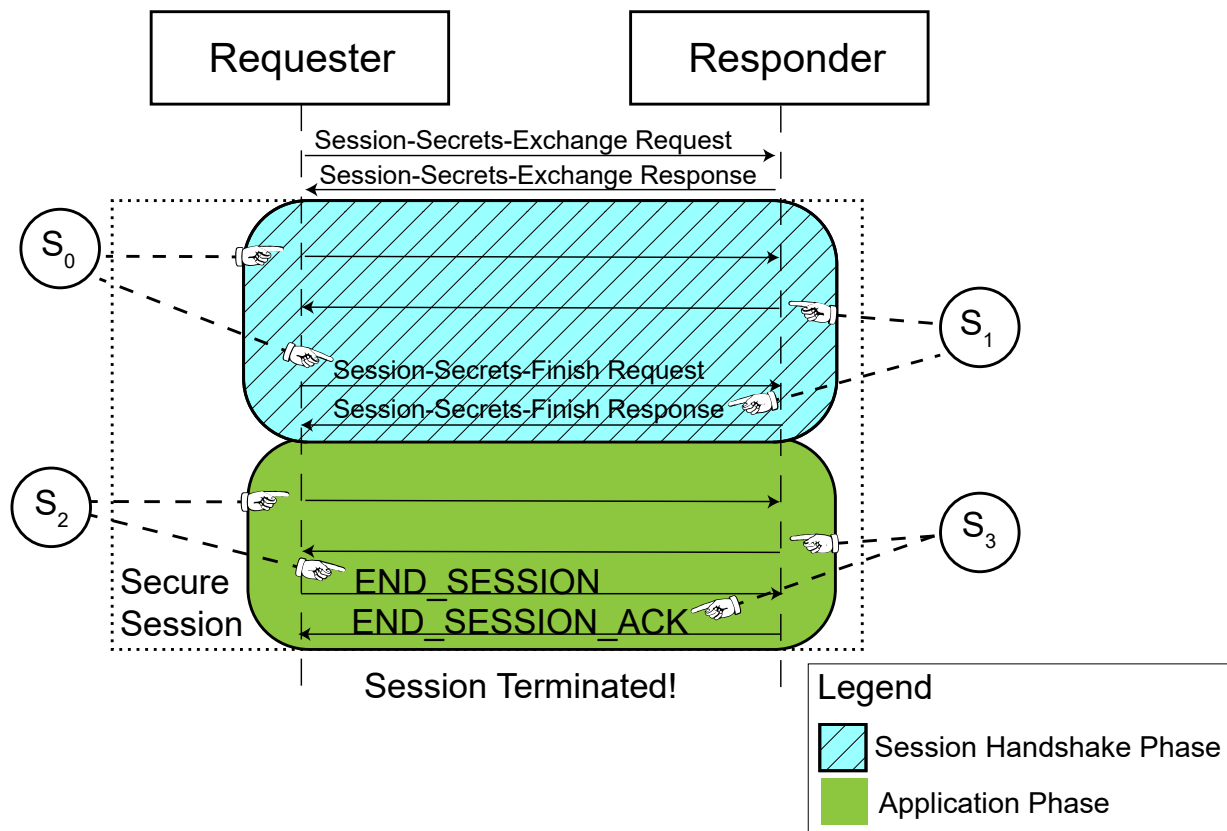 Requester
Responder
Session-Secrets-Exchange Request
Session-Secrets-Exchange Response
S0
S1
Session-Secrets-Finish Request
Session-Secrets-Finish Response
S2
S3
Secure
Session
END_SESSION
END_SESSION_ACK
Session Terminated!
Legend
Session Handshake Phase
Application Phase